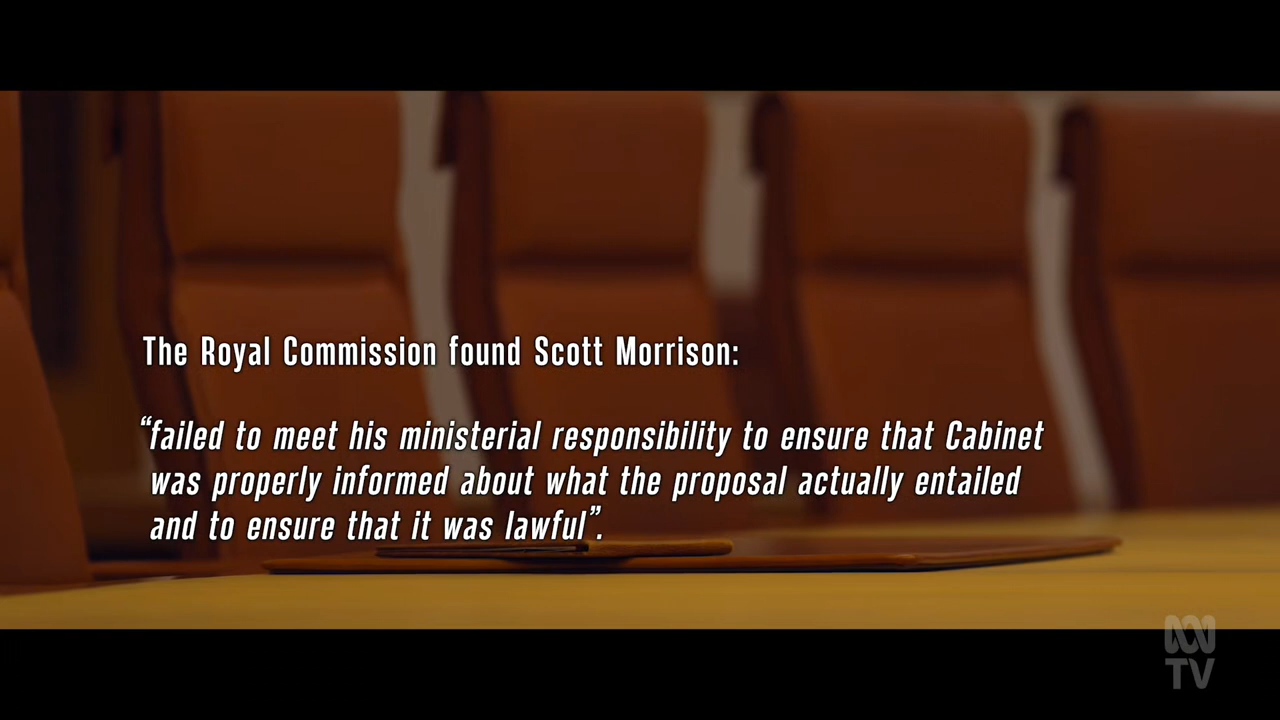 The Royal Commission found Scott Morrison:
“failed to meet his ministerial responsibility to ensure that Cabinet
was properly informed about what the proposal actually entailed
and to ensure that it was lawful”.
ABC
TV